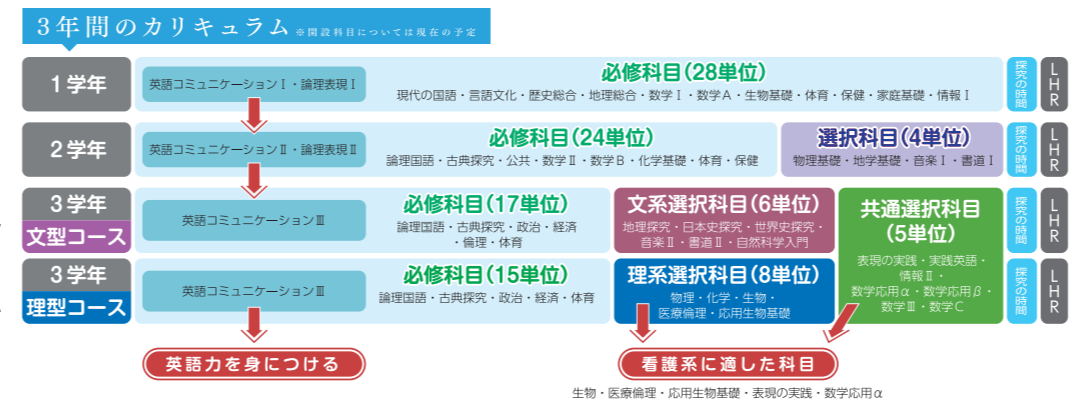 3年間のカリキュラム ※開設科目については現在の予定
1学年
英語コミュニケーションⅠ・論理表現Ⅰ
必修科目(28単位)
現代の国語・言語文化・歴史総合・地理総合・数学Ⅰ・数学A・生物基礎・体育・保健・家庭基礎・情報Ⅰ
探究の時間
LHR
2学年
英語コミュニケーションⅡ・論理表現Ⅱ
必修科目(24単位)
論理国語・古典探究・公共・数学Ⅱ・数学B・化学基礎・体育・保健
選択科目(4単位)
物理基礎・地学基礎・音楽Ⅰ・書道Ⅰ
探究の時間
LHR
3学年
文型コース
英語コミュニケーションⅢ
必修科目(17単位)
論理国語・古典探究・政治・経済
・倫理・体育
文系選択科目(6単位)
地理探究・日本史探究・世界史探究・
音楽Ⅱ・書道Ⅱ・自然科学入門
共通選択科目
(5単位)
表現の実践・実践英語・
情報Ⅱ・
数学応用α・数学応用β・
数学Ⅲ・数学C
探究の時間
LHR
3学年
理型コース
英語コミュニケーションⅢ
必修科目(15単位)
論理国語・古典探究・政治・経済・体育
理系選択科目(8単位)
物理・化学・生物・
医療倫理・応用生物基礎
探究の時間
LHR
英語力を身につける
看護系に適した科目
生物・医療倫理・応用生物基礎・表現の実践・数学応用α